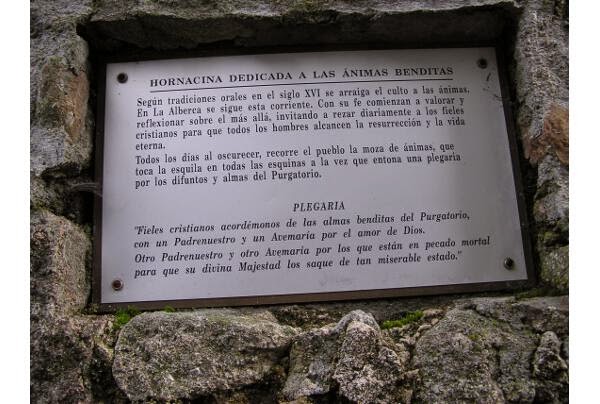 HORNACINA DEDICADA A LAS ÁNIMAS BENDITAS
Según tradiciones orales en el siglo XVI se arraiga el culto a las ánimas.
En La Alberca se sigue esta corriente. Con su fe comienzan a valorar y
reflexionar sobre el más allá, invitando a rezar diariamente a los fieles
cristianos para que todos los hombres alcancen la resurrección y la vida
eterna.
Todos los días al oscurecer, recorre el pueblo la moza de ánimas, que
toca la esquila en todas las esquinas a la vez que entona una plegaria
por los difuntos y almas del Purgatorio.
PLEGARIA
"Fieles cristianos acordémonos de las almas benditas del Purgatorio,
con un Padrenuestro y un Avemaría por el amor de Dios.
Otro Padrenuestro y otro Avemaría por los que están en pecado mortal
para que su divina Majestad los saque de tan miserable estado."